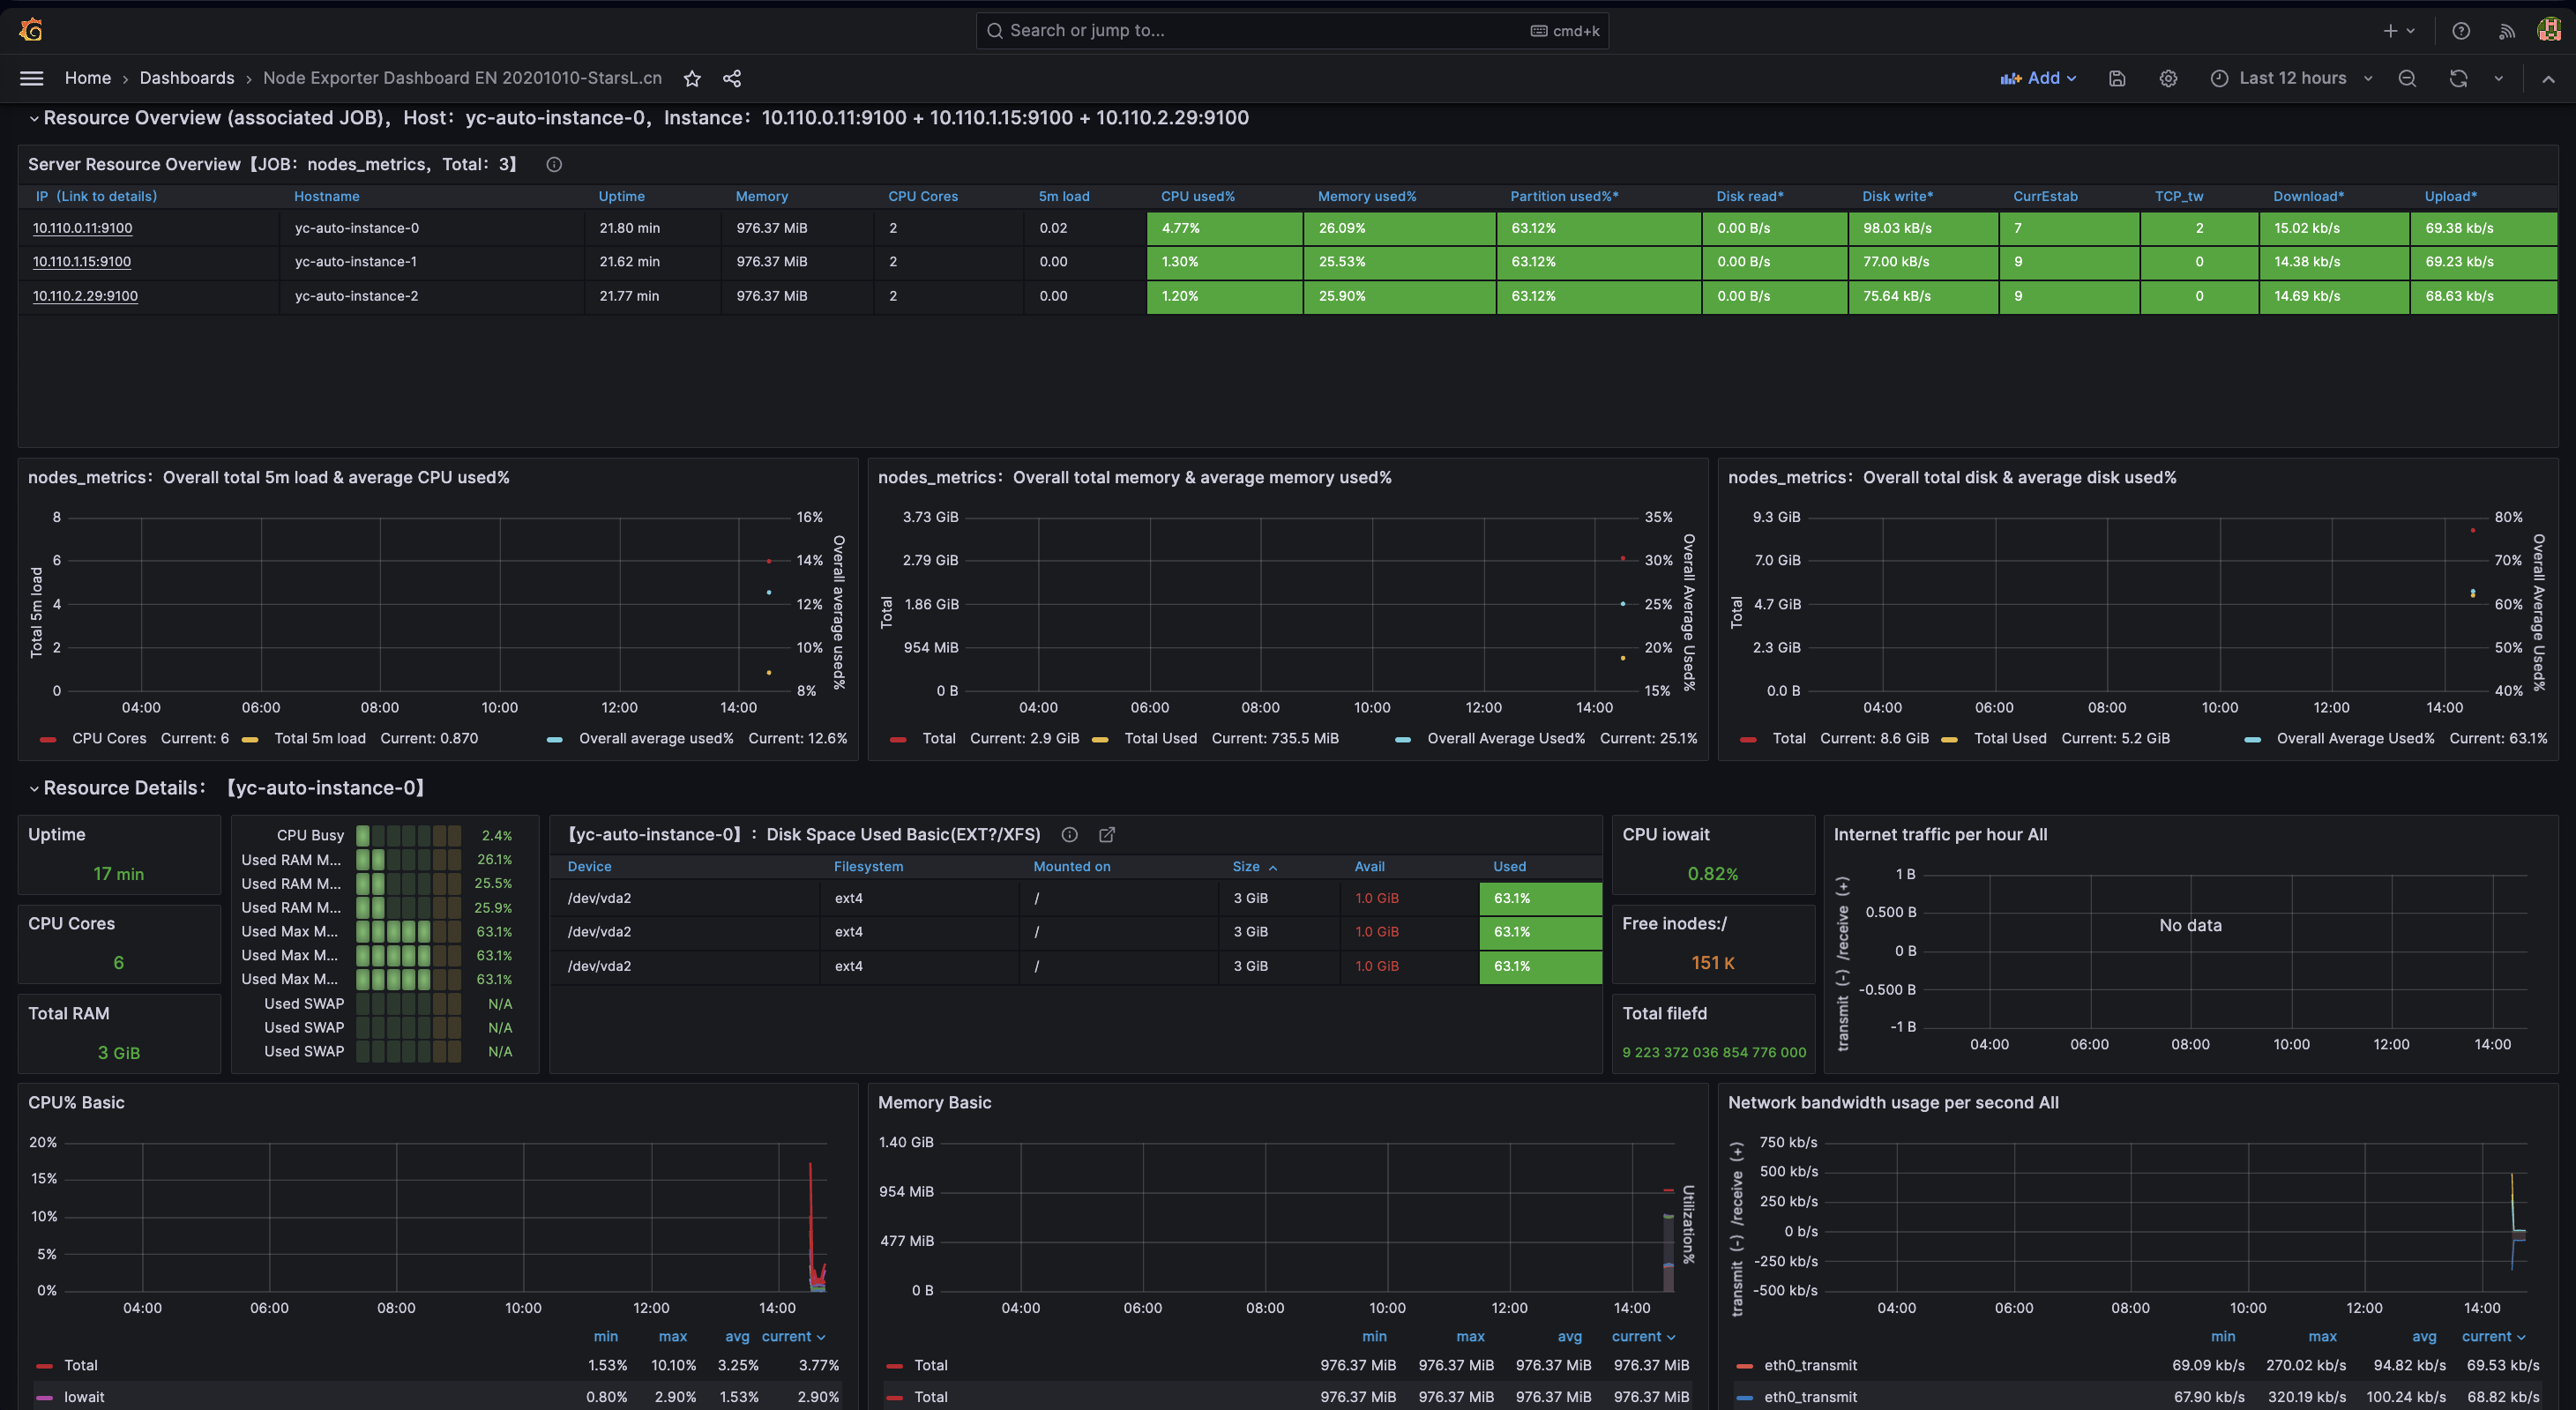 Search or jump to... cmd+k
Home › Dashboards › Node Exporter Dashboard EN 20201010-StarsL.cn Add Last 12 hours
Resource Overview (associated JOB)，Host：yc-auto-instance-0，Instance：10.110.0.11:9100 + 10.110.1.15:9100 + 10.110.2.29:9100
Server Resource Overview【JOB：nodes_metrics，Total：3】
IP（Link to details) Hostname Uptime Memory CPU Cores 5m load CPU used% Memory used% Partition used%* Disk read* Disk write* CurrEstab TCP_tw Download* Upload*
10.110.0.11:9100 yc-auto-instance-0 21.80 min 976.37 MiB 2 0.02 4.77% 26.09% 63.12% 0.00 B/s 98.03 kB/s 7 2 15.02 kb/s 69.38 kb/s
10.110.1.15:9100 yc-auto-instance-1 21.62 min 976.37 MiB 2 0.00 1.30% 25.53% 63.12% 0.00 B/s 77.00 kB/s 9 0 14.38 kb/s 69.23 kb/s
10.110.2.29:9100 yc-auto-instance-2 21.77 min 976.37 MiB 2 0.00 1.20% 25.90% 63.12% 0.00 B/s 75.64 kB/s 9 0 14.69 kb/s 68.63 kb/s
nodes_metrics：Overall total 5m load & average CPU used%
8 16%
6 14%
4 12%
2 10%
0 8%
Total 5m load
Overall average used%
04:00 06:00 08:00 10:00 12:00 14:00
CPU Cores Current: 6 Total 5m load Current: 0.870 Overall average used% Current: 12.6%
nodes_metrics：Overall total memory & average memory used%
3.73 GiB 35%
2.79 GiB 30%
1.86 GiB 25%
954 MiB 20%
0 B 15%
Total
Overall Average Used%
04:00 06:00 08:00 10:00 12:00 14:00
Total Current: 2.9 GiB Total Used Current: 735.5 MiB Overall Average Used% Current: 25.1%
nodes_metrics：Overall total disk & average disk used%
9.3 GiB 80%
7.0 GiB 70%
4.7 GiB 60%
2.3 GiB 50%
0.0 B 40%
Total
Overall Average Used%
04:00 06:00 08:00 10:00 12:00 14:00
Total Current: 8.6 GiB Total Used Current: 5.2 GiB Overall Average Used% Current: 63.1%
Resource Details：【yc-auto-instance-0】
Uptime
17 min
CPU Cores
6
Total RAM
3 GiB
CPU Busy 2.4%
Used RAM M... 26.1%
Used RAM M... 25.5%
Used RAM M... 25.9%
Used Max M... 63.1%
Used Max M... 63.1%
Used Max M... 63.1%
Used SWAP N/A
Used SWAP N/A
Used SWAP N/A
【yc-auto-instance-0】：Disk Space Used Basic(EXT?/XFS)
Device Filesystem Mounted on Size Avail Used
/dev/vda2 ext4 / 3 GiB 1.0 GiB 63.1%
/dev/vda2 ext4 / 3 GiB 1.0 GiB 63.1%
/dev/vda2 ext4 / 3 GiB 1.0 GiB 63.1%
CPU iowait
0.82%
Free inodes:/
151 K
Total filefd
9 223 372 036 854 776 000
Internet traffic per hour All
1 B
0.500 B
0 B
-0.500 B
-1 B
transmit（-）/receive（+）
No data
04:00 06:00 08:00 10:00 12:00 14:00
CPU% Basic
20%
15%
10%
5%
0%
04:00 06:00 08:00 10:00 12:00 14:00
min max avg current
Total 1.53% 10.10% 3.25% 3.77%
Iowait 0.80% 2.90% 1.53% 2.90%
Memory Basic
1.40 GiB
954 MiB
477 MiB
0 B
Utilization%
04:00 06:00 08:00 10:00 12:00 14:00
min max avg current
Total 976.37 MiB 976.37 MiB 976.37 MiB 976.37 MiB
Total 976.37 MiB 976.37 MiB 976.37 MiB 976.37 MiB
Network bandwidth usage per second All
750 kb/s
500 kb/s
250 kb/s
0 b/s
-250 kb/s
-500 kb/s
transmit（-）/receive（+）
04:00 06:00 08:00 10:00 12:00 14:00
min max avg current
eth0_transmit 69.09 kb/s 270.02 kb/s 94.82 kb/s 69.53 kb/s
eth0_transmit 67.90 kb/s 320.19 kb/s 100.24 kb/s 68.82 kb/s